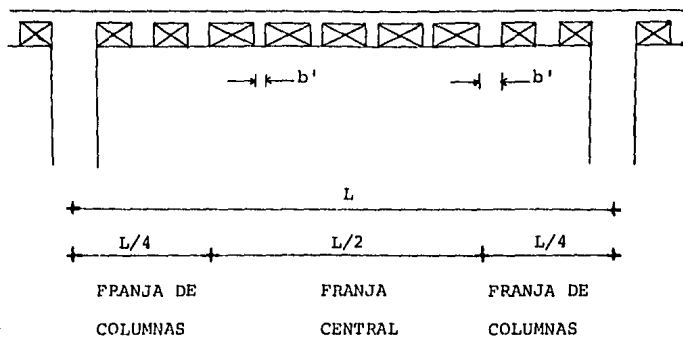 b' b'
L
L/4 L/2 L/4
FRANJA DE FRANJA FRANJA DE
COLUMNAS CENTRAL COLUMNAS